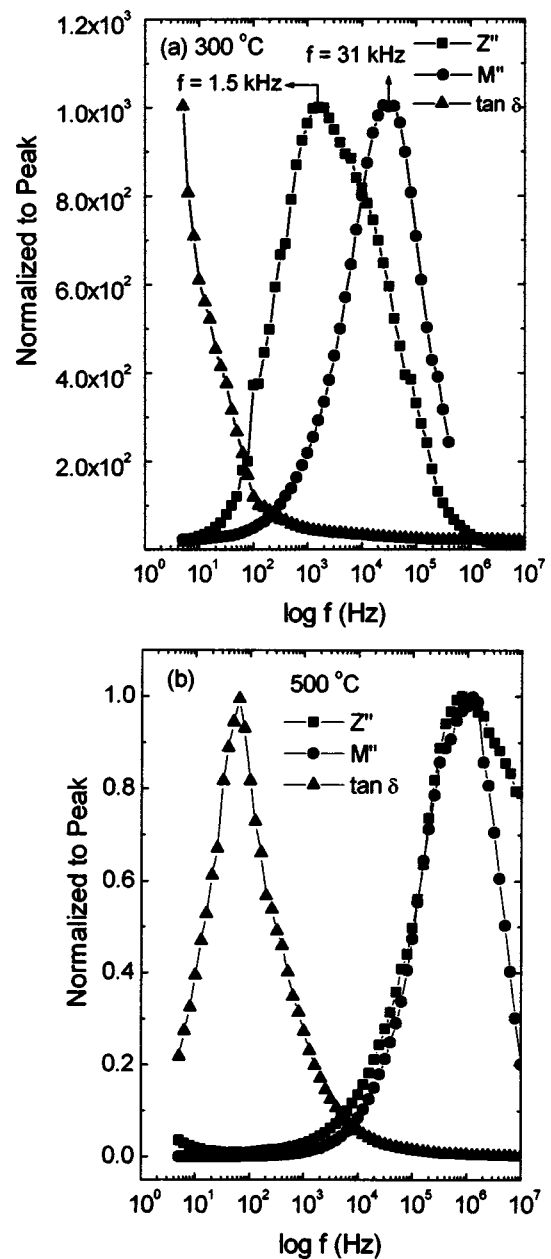 (a) 300 °C
f = 1.5 kHz
f = 31 kHz
Z"
M"
tan δ
1.2x10³
1.0x10³
8.0x10²
6.0x10²
4.0x10²
2.0x10²
Normalized to Peak
10⁰ 10¹ 10² 10³ 10⁴ 10⁵ 10⁶ 10⁷
log f (Hz)
(b) 500 °C
Z"
M"
tan δ
1.0
0.8
0.6
0.4
0.2
0.0
Normalized to Peak
10⁰ 10¹ 10² 10³ 10⁴ 10⁵ 10⁶ 10⁷
log f (Hz)